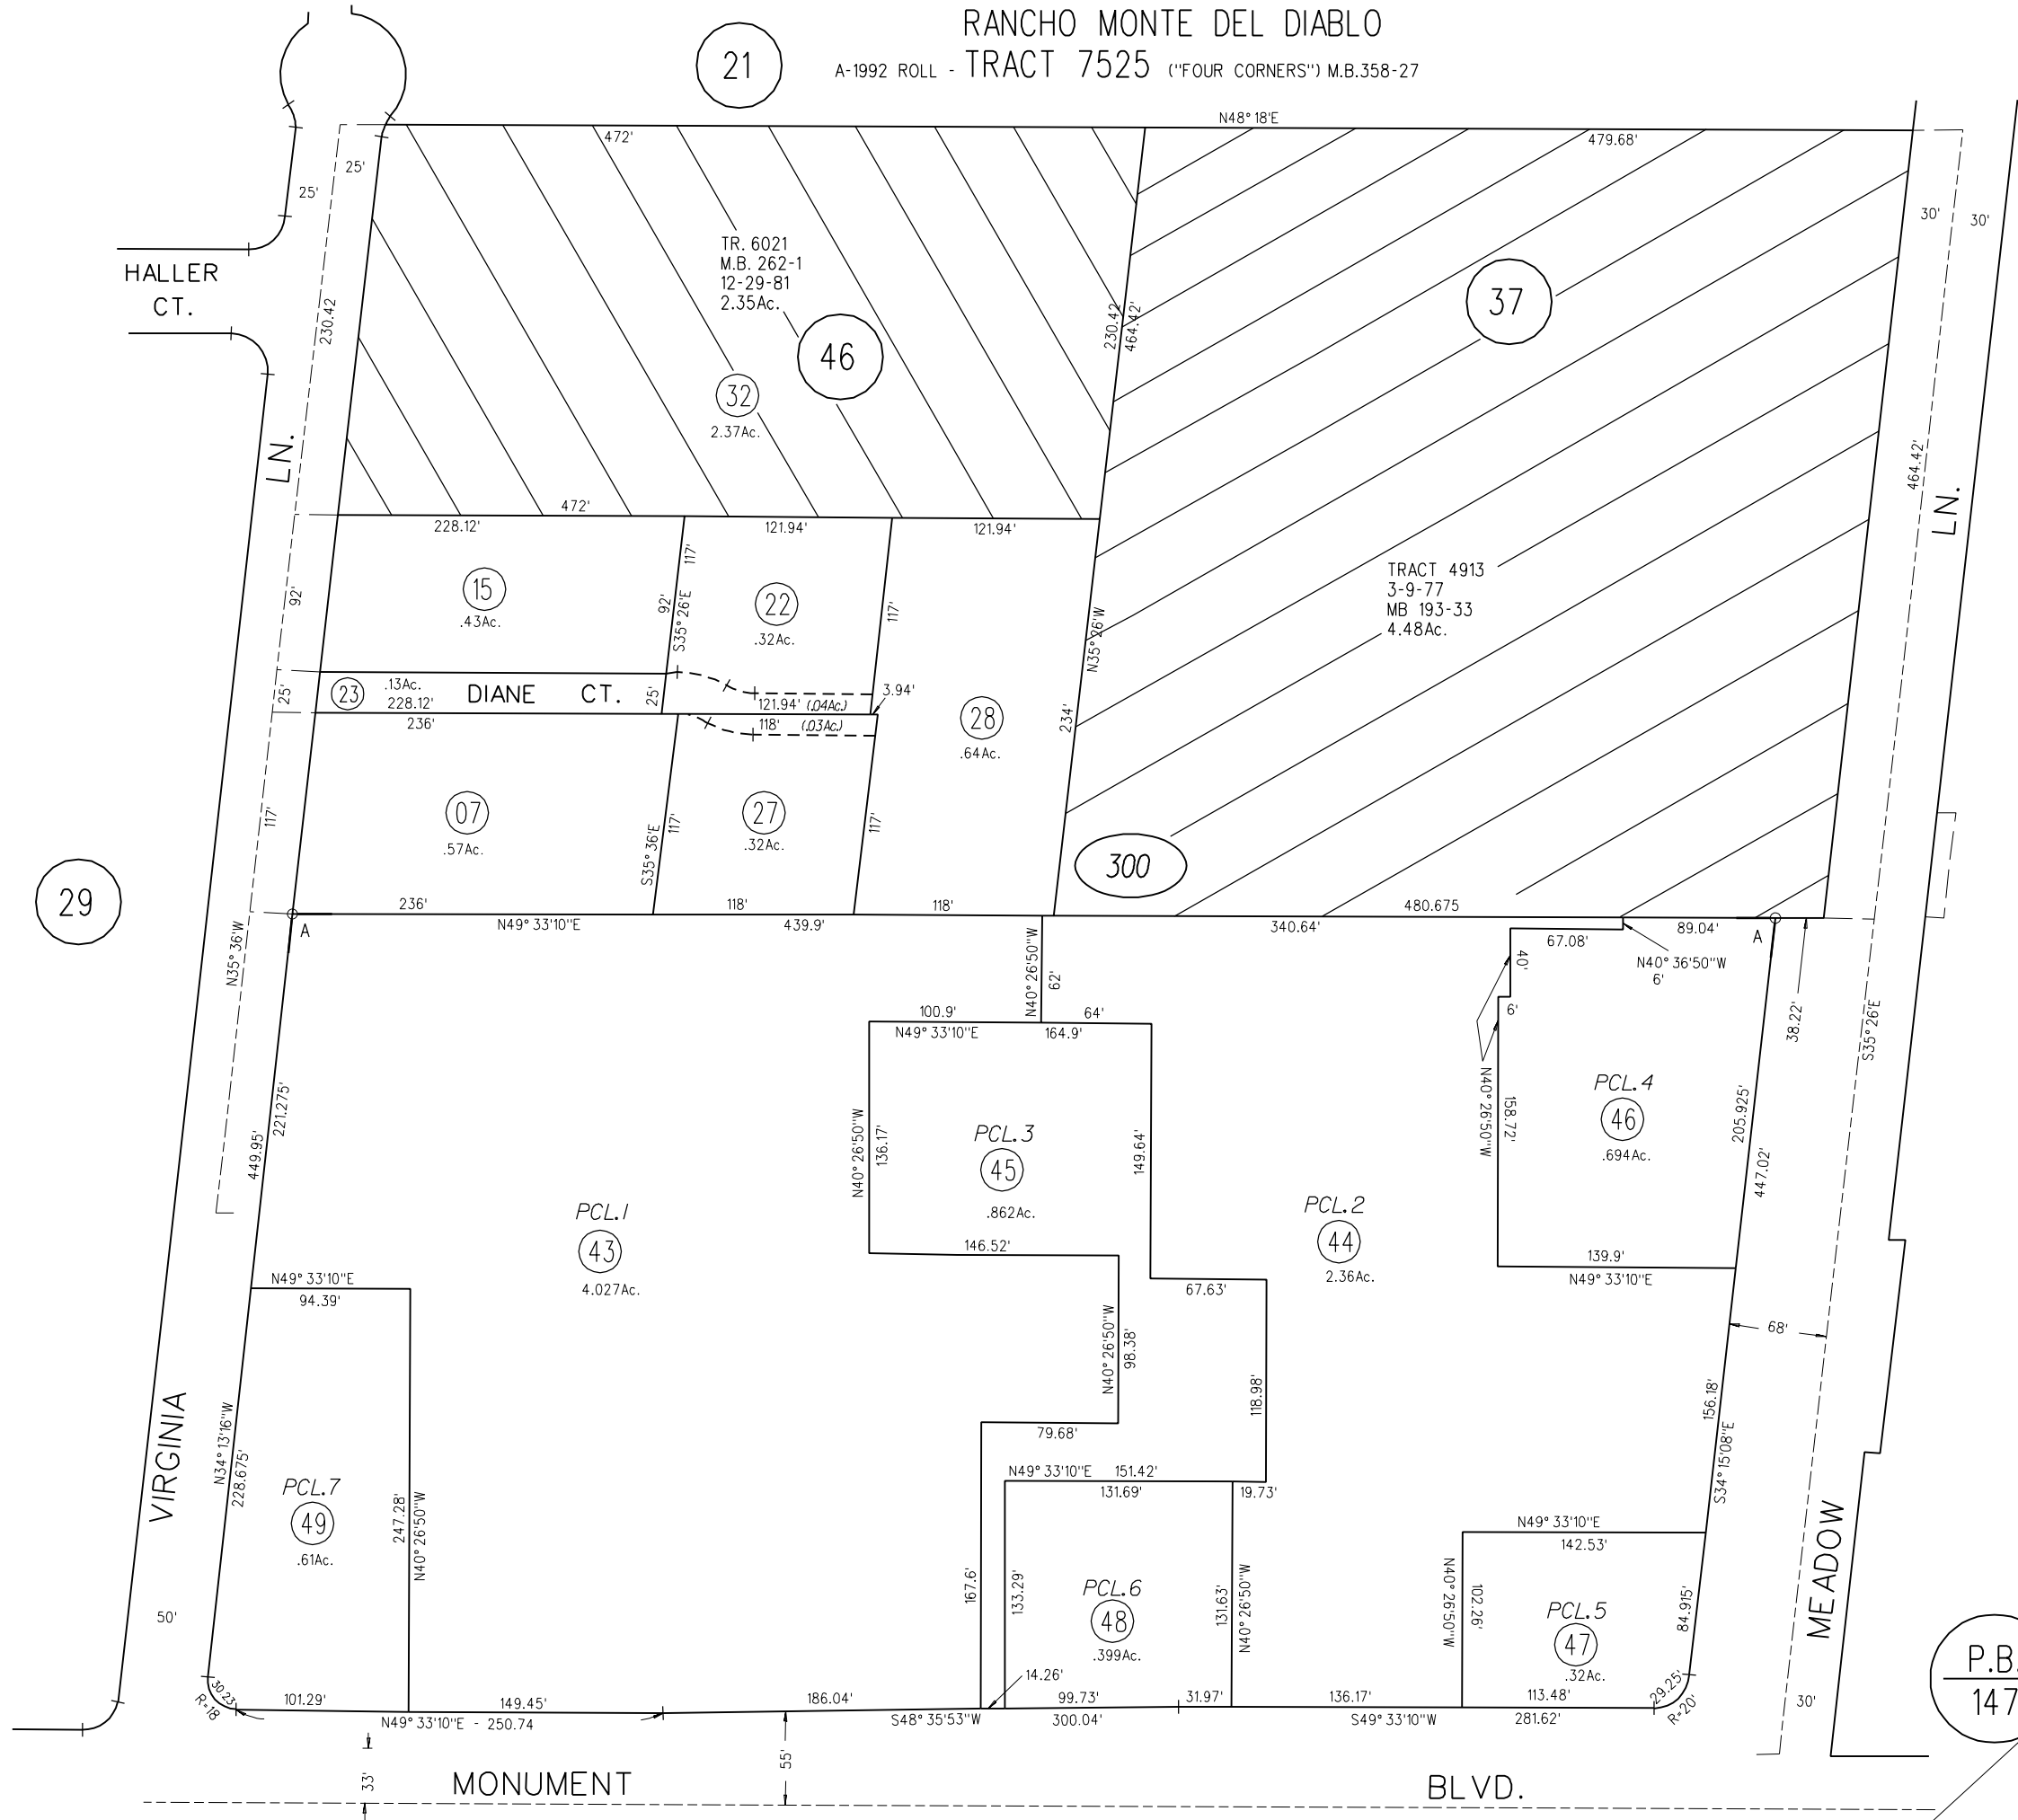 RANCHO MONTE DEL DIABLO
21
A-1992 ROLL - TRACT 7525 ("FOUR CORNERS") M.B.358-27
N48°18'E
472'
479.68'
25'
25'
30'
30'
HALLER
CT.
TR. 6021
M.B. 262-1
12-29-81
2.35Ac.
46
37
230.42
230.42
464.42'
32
2.37Ac.
LN.
464.42'
LN.
472'
228.12'
121.94'
121.94'
117'
92'
92'
S35°26'E
15
.43Ac.
22
.32Ac.
117'
N35°26'W
TRACT 4913
3-9-77
MB 193-33
4.48Ac.
25'
23
.13Ac.
228.12'
DIANE CT.
25'
3.94'
121.94' (.04Ac.)
118' (.03Ac.)
236'
28
.64Ac.
234'
117'
07
.57Ac.
S35°36'E
117'
27
.32Ac.
117'
300
29
236'
118'
118'
480.675
A
N49°33'10"E
439.9'
340.64'
89.04'
A
N35°36'W
N40°26'50"W
62'
67.08'
40'
N40°36'50"W
6'
6'
38.22'
S35°26'E
100.9'
64'
N49°33'10"E
164.9'
N40°26'50"W
136.17'
PCL.3
45
.862Ac.
149.64'
N40°26'50"W
158.72'
PCL.4
46
.694Ac.
205.925'
447.02'
221.275'
449.95'
PCL.1
43
4.027Ac.
PCL.2
44
2.36Ac.
146.52'
139.9'
N49°33'10"E
N49°33'10"E
94.39'
67.63'
N40°26'50"W
98.38'
118.98'
68'
156.18'
S34°15'08"E
79.68'
N49°33'10"E 151.42'
131.69'
19.73'
VIRGINIA
N34°13'16"W
228.675'
PCL.7
49
.61Ac.
247.28'
N40°26'50"W
N49°33'10"E
142.53'
MEADOW
167.6'
133.29'
PCL.6
48
.399Ac.
131.63'
N40°26'50"W
N40°26'50"W
102.26'
PCL.5
47
.32Ac.
84.915'
50'
P.B.
147
30.23
R=18
101.29'
149.45'
186.04'
14.26'
99.73'
31.97'
136.17'
113.48'
29.25'
R=20'
30'
N49°33'10"E - 250.74
S48°35'53"W
300.04'
S49°33'10"W
281.62'
33'
55'
MONUMENT BLVD.